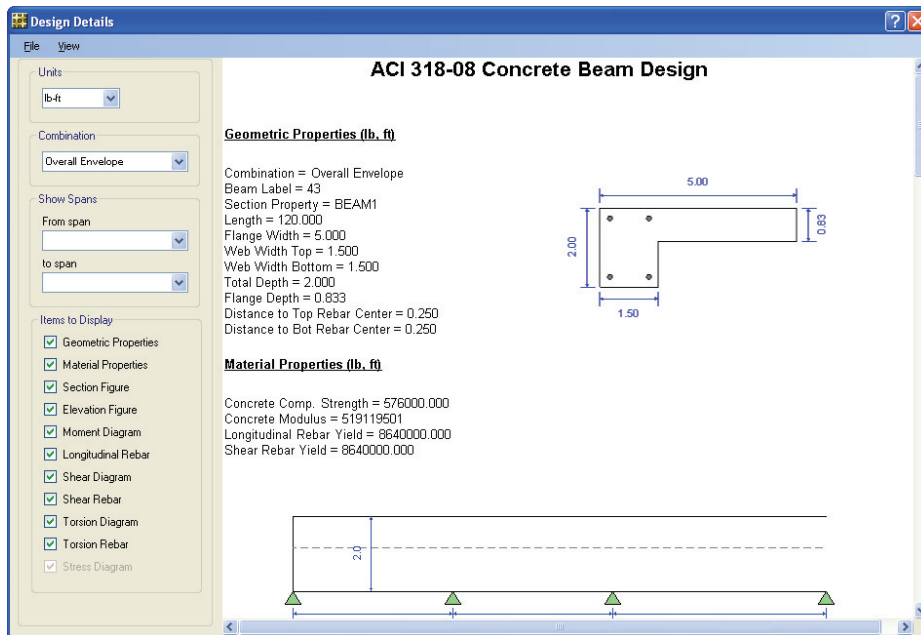 Design Details
File View
Units
lb-ft
Combination
Overall Envelope
Show Spans
From span
to span
Items to Display
Geometric Properties
Material Properties
Section Figure
Elevation Figure
Moment Diagram
Longitudinal Rebar
Shear Diagram
Shear Rebar
Torsion Diagram
Torsion Rebar
Stress Diagram
ACI 318-08 Concrete Beam Design
Geometric Properties (lb, ft)
Combination = Overall Envelope
Beam Label = 43
Section Property = BEAM1
Length = 120.000
Flange Width = 5.000
Web Width Top = 1.500
Web Width Bottom = 1.500
Total Depth = 2.000
Flange Depth = 0.833
Distance to Top Rebar Center = 0.250
Distance to Bot Rebar Center = 0.250
5.00
2.00
0.83
1.50
Material Properties (lb, ft)
Concrete Comp. Strength = 576000.000
Concrete Modulus = 519119501
Longitudinal Rebar Yield = 8640000.000
Shear Rebar Yield = 8640000.000
2.0